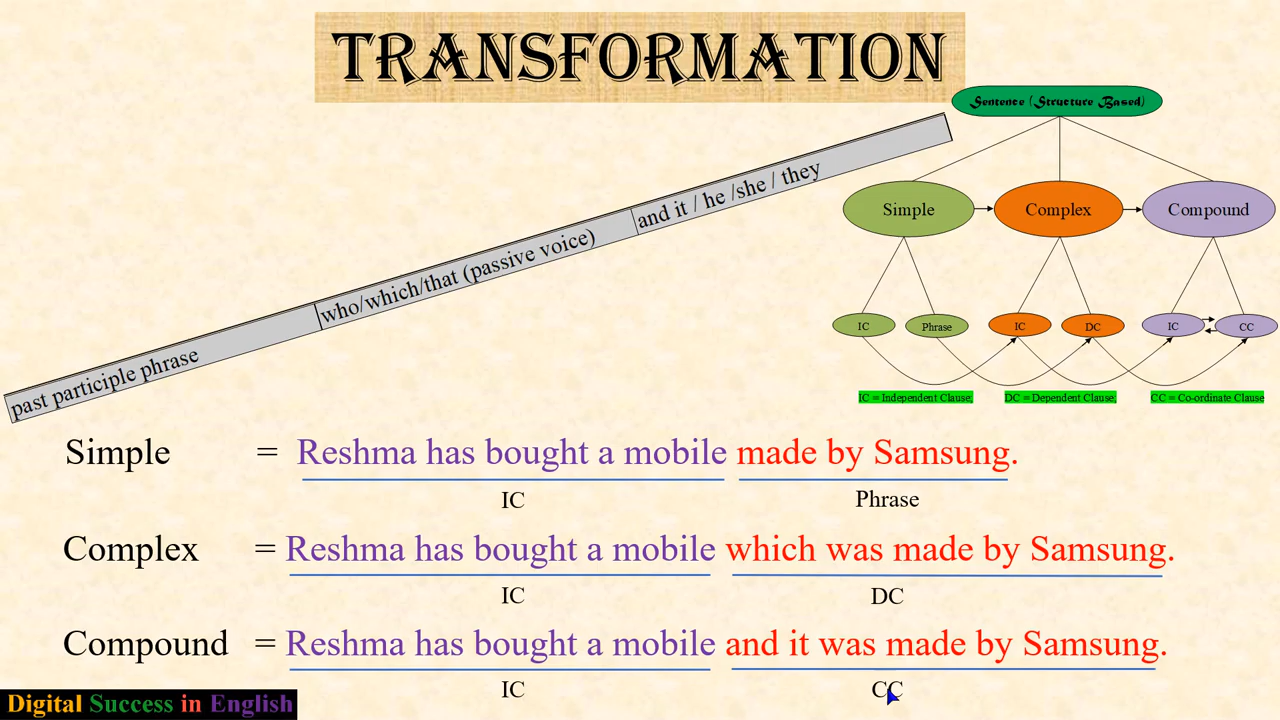 TRANSFORMATION
Sentence (Structure Based)
Simple
Complex
Compound
IC
Phrase
IC
DC
IC
CC
IC = Independent Clause,
DC = Dependent Clause,
CC = Co-ordinate Clause
past participle phrase
who/which/that (passive voice)
and it / he /she / they
Simple = Reshma has bought a mobile made by Samsung.
IC Phrase
Complex = Reshma has bought a mobile which was made by Samsung.
IC DC
Compound = Reshma has bought a mobile and it was made by Samsung.
IC CC
Digital Success in English